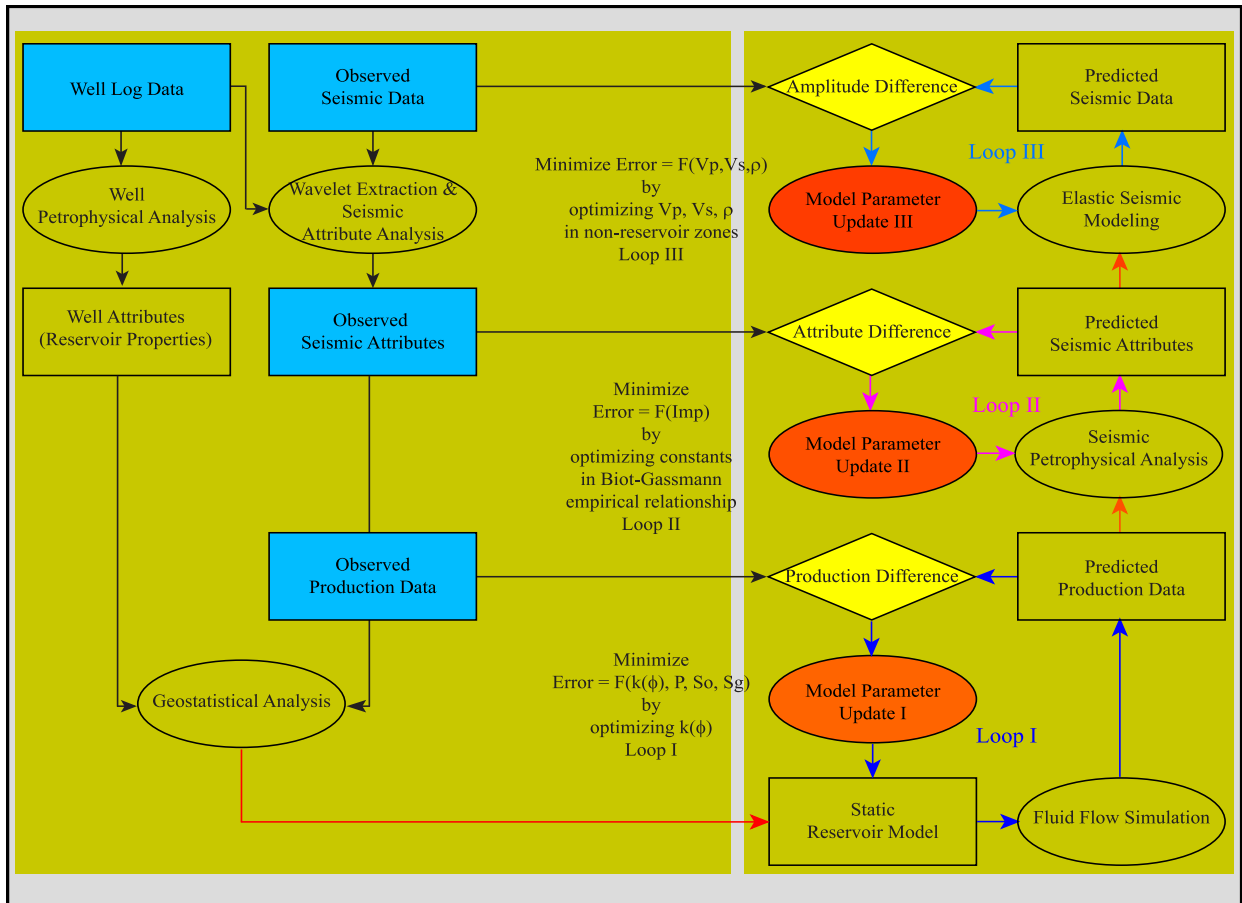 Well Log Data
Observed
Seismic Data
Amplitude Difference
Predicted
Seismic Data
Well
Petrophysical Analysis
Wavelet Extraction &
Seismic
Attribute Analysis
Minimize Error = F(Vp,Vs,ρ)
by
optimizing Vp, Vs, ρ
in non-reservoir zones
Loop III
Loop III
Model Parameter
Update III
Elastic Seismic
Modeling
Well Attributes
(Reservoir Properties)
Observed
Seismic Attributes
Attribute Difference
Predicted
Seismic Attributes
Minimize
Error = F(Imp)
by
optimizing constants
in Biot-Gassmann
empirical relationship
Loop II
Loop II
Model Parameter
Update II
Seismic
Petrophysical Analysis
Observed
Production Data
Production Difference
Predicted
Production Data
Geostatistical Analysis
Minimize
Error = F(k(ϕ), P, So, Sg)
by
optimizing k(ϕ)
Loop I
Model Parameter
Update I
Loop I
Static
Reservoir Model
Fluid Flow Simulation